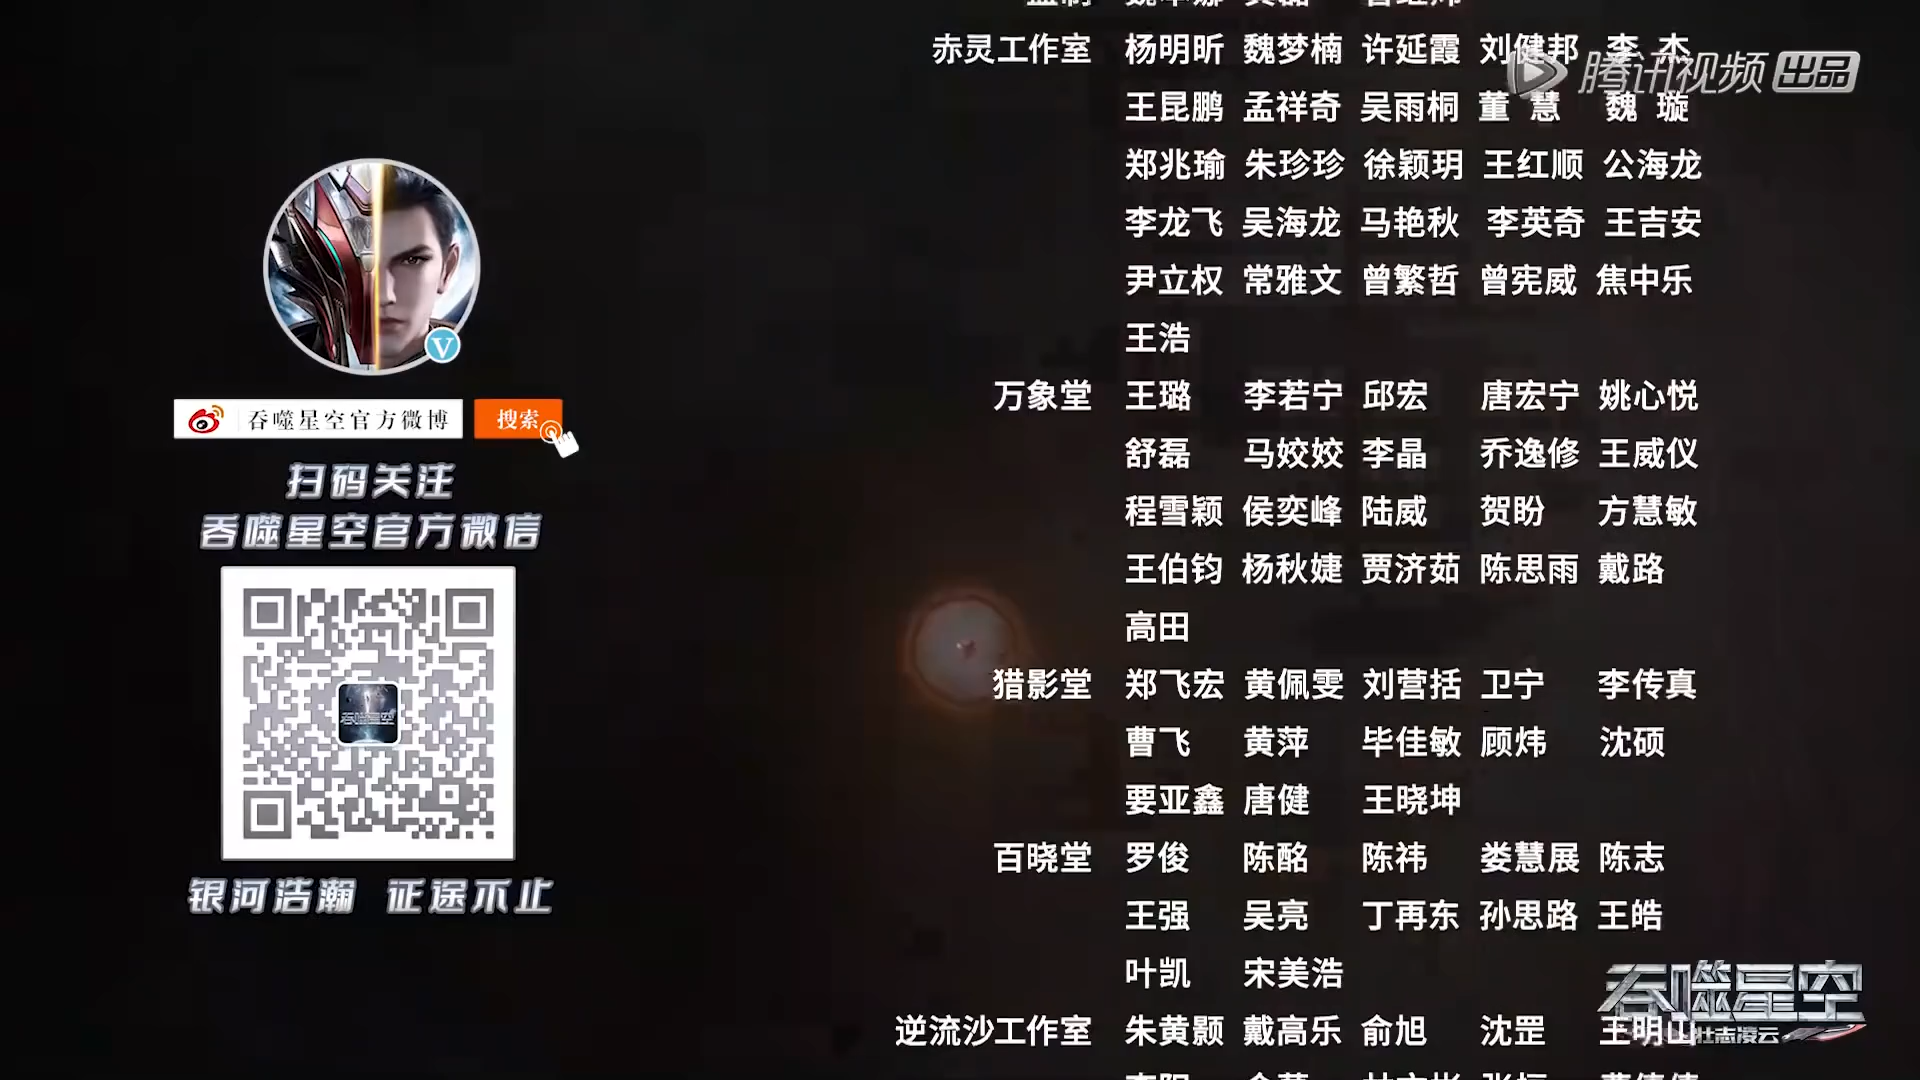 腾讯视频 出品
赤灵工作室 杨明昕 魏梦楠 许延霞 刘健邦 李杰
王昆鹏 孟祥奇 吴雨桐 董慧 魏璇
郑兆瑜 朱珍珍 徐颖玥 王红顺 公海龙
李龙飞 吴海龙 马艳秋 李英奇 王吉安
尹立权 常雅文 曾繁哲 曾宪威 焦中乐
王浩
万象堂 王璐 李若宁 邱宏 唐宏宁 姚心悦
舒磊 马姣姣 李晶 乔逸修 王威仪
程雪颖 侯奕峰 陆威 贺盼 方慧敏
王伯钧 杨秋婕 贾济茹 陈思雨 戴路
高田
猎影堂 郑飞宏 黄佩雯 刘营括 卫宁 李传真
曹飞 黄萍 毕佳敏 顾炜 沈硕
要亚鑫 唐健 王晓坤
百晓堂 罗俊 陈酩 陈祎 娄慧展 陈志
王强 吴亮 丁再东 孙思路 王皓
叶凯 宋美浩
逆流沙工作室 朱黄颢 戴高乐 俞旭 沈罡 王明山
V
吞噬星空官方微博 搜索
扫码关注
吞噬星空官方微信
吞噬星空
银河浩瀚 征途不止
吞噬星空
壮志凌云